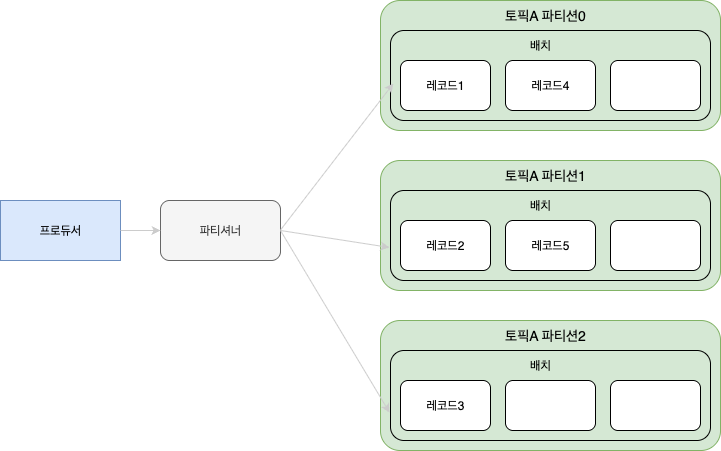 토픽A 파티션0
배치
레코드1
레코드4
토픽A 파티션1
배치
프로듀서
파티셔너
레코드2
레코드5
토픽A 파티션2
배치
레코드3